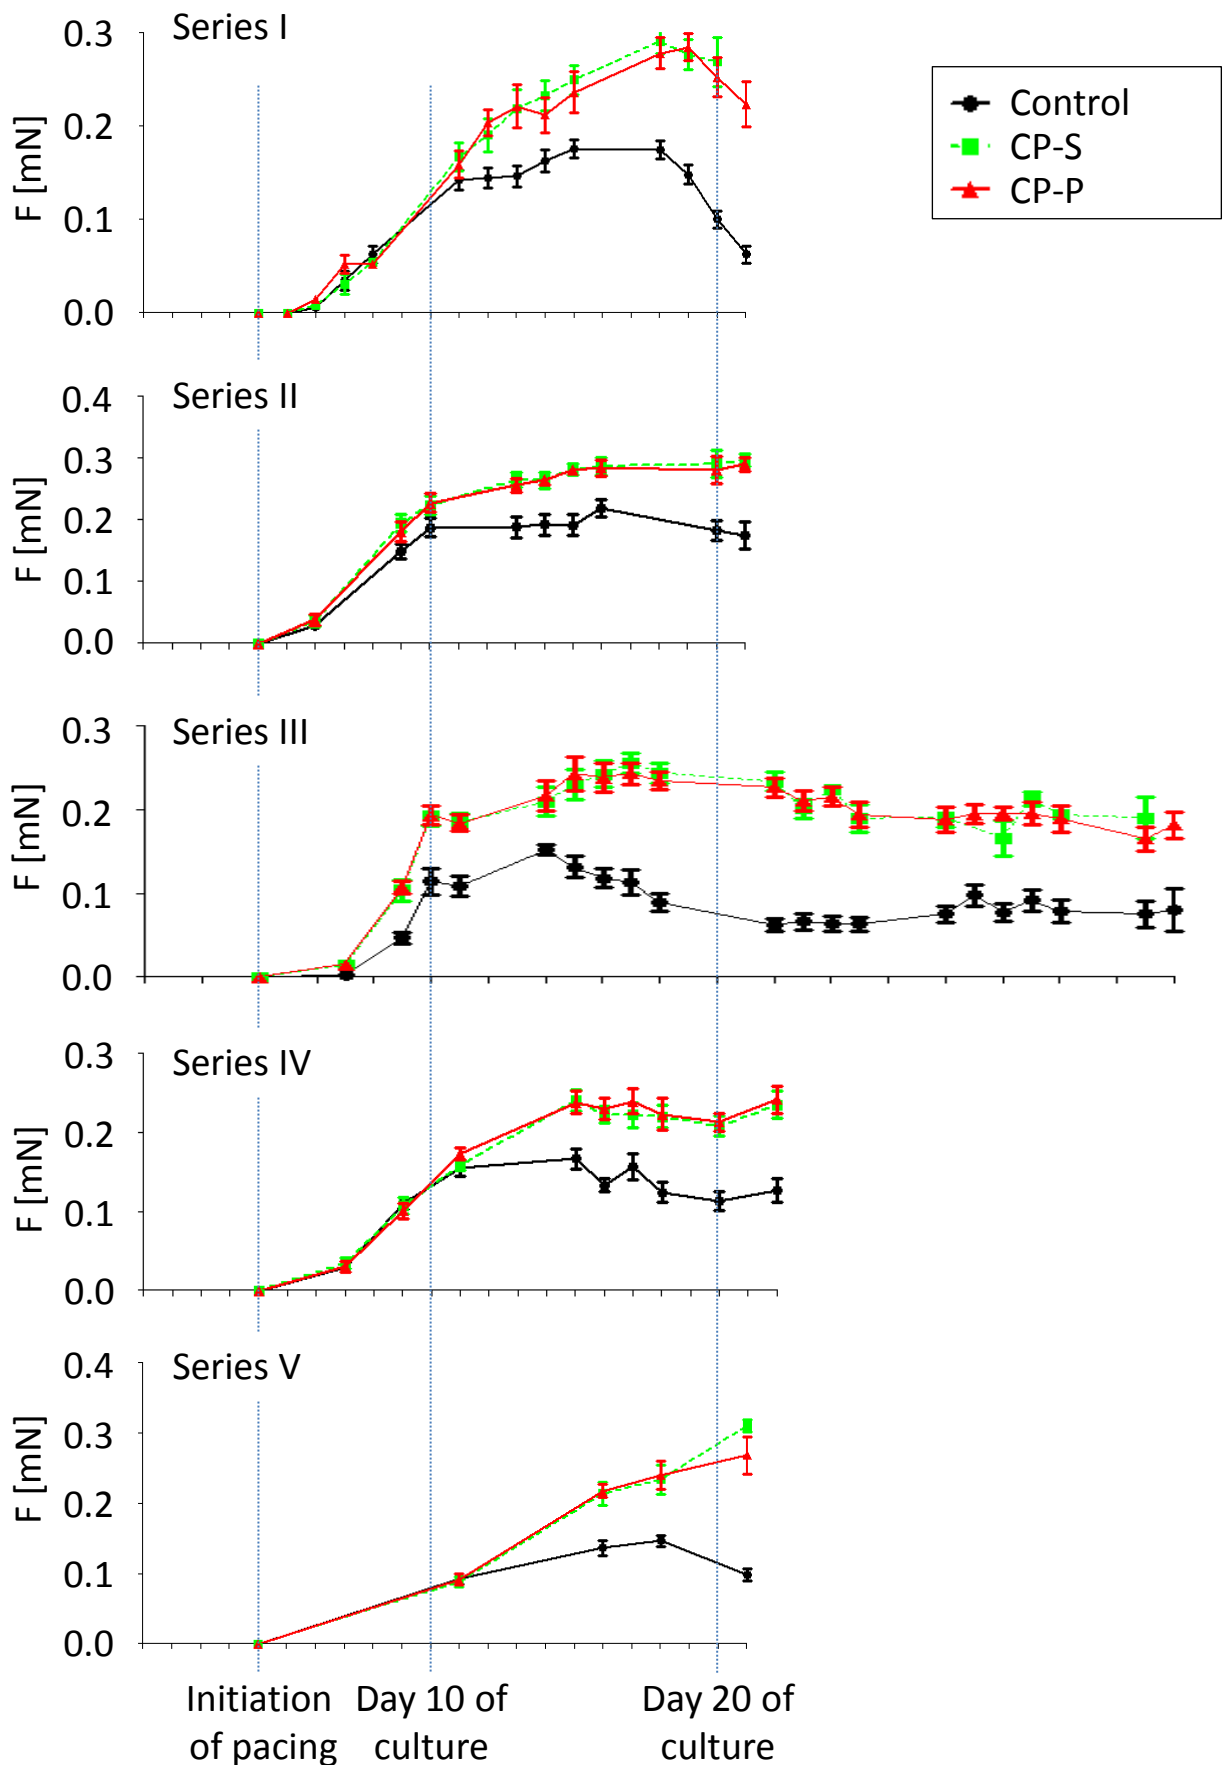 Series I
0.3
0.2
0.1
0.0
F [mN]
Control
CP-S
CP-P
Series II
0.4
0.3
0.2
0.1
0.0
F [mN]
Series III
0.3
0.2
0.1
0.0
F [mN]
Series IV
0.3
0.2
0.1
0.0
F [mN]
Series V
0.4
0.3
0.2
0.1
0.0
F [mN]
Initiation
of pacing
Day 10 of
culture
Day 20 of
culture